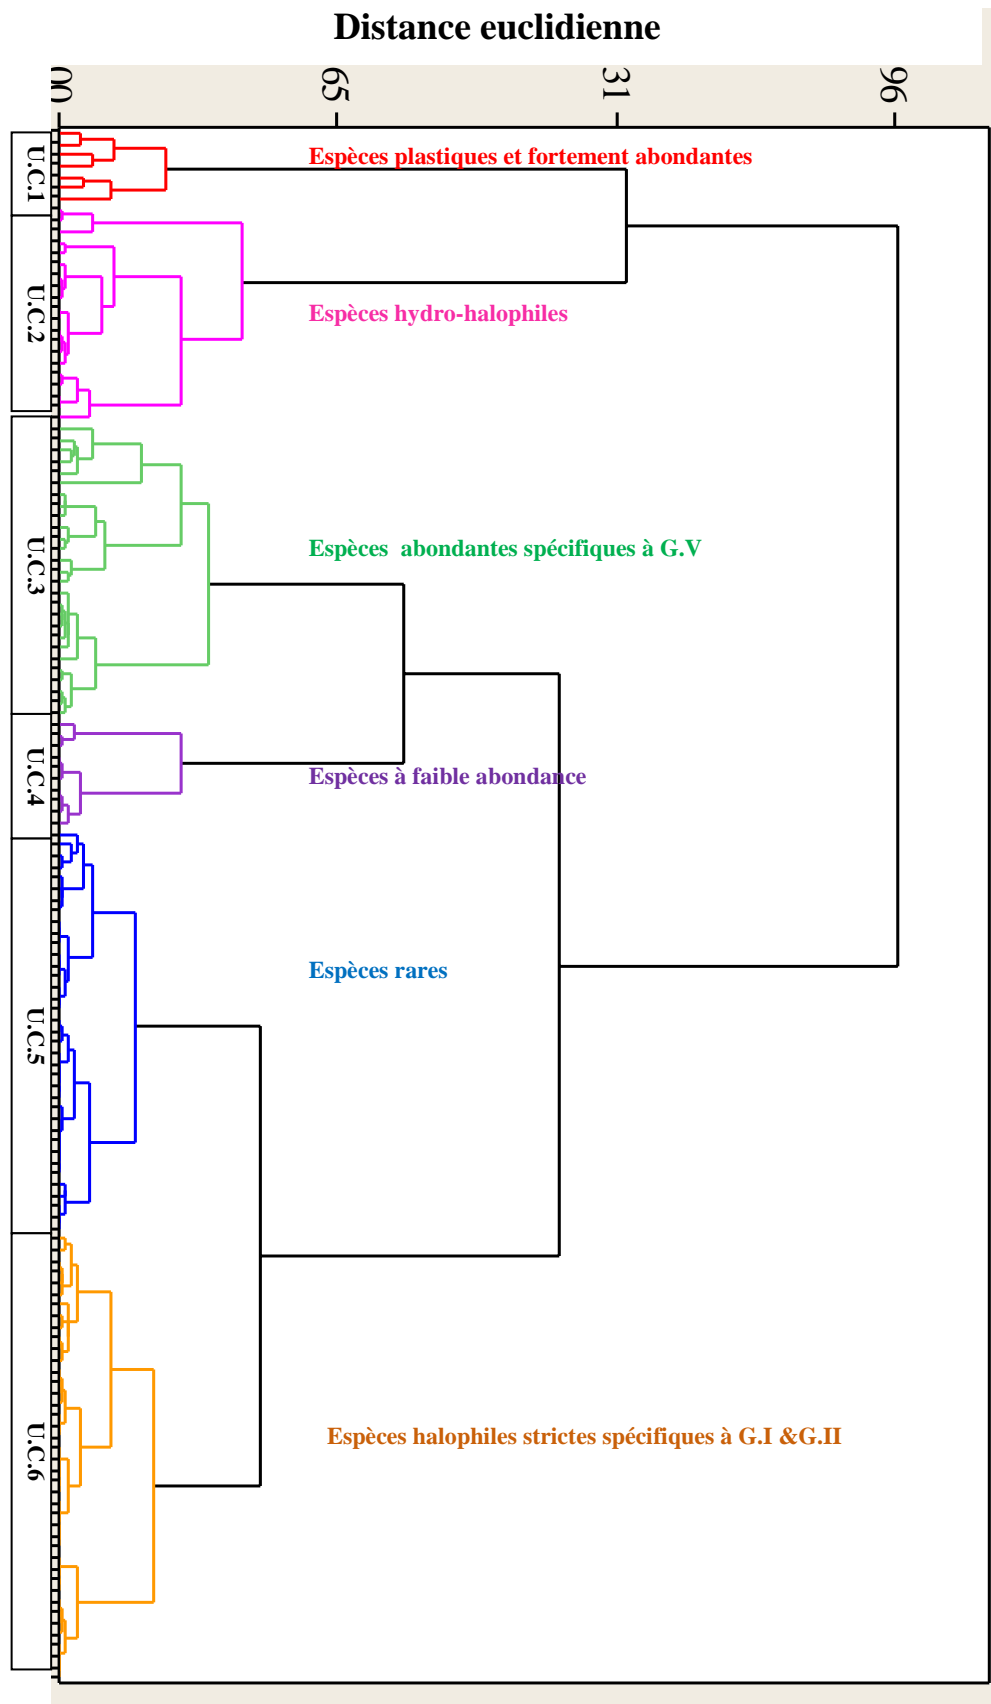 Distance euclidienne
00
65
31
96
U.C.1
Espèces plastiques et fortement abondantes
U.C.2
Espèces hydro-halophiles
U.C.3
Espèces abondantes spécifiques à G.V
U.C.4
Espèces à faible abondance
U.C.5
Espèces rares
U.C.6
Espèces halophiles strictes spécifiques à G.I &G.II